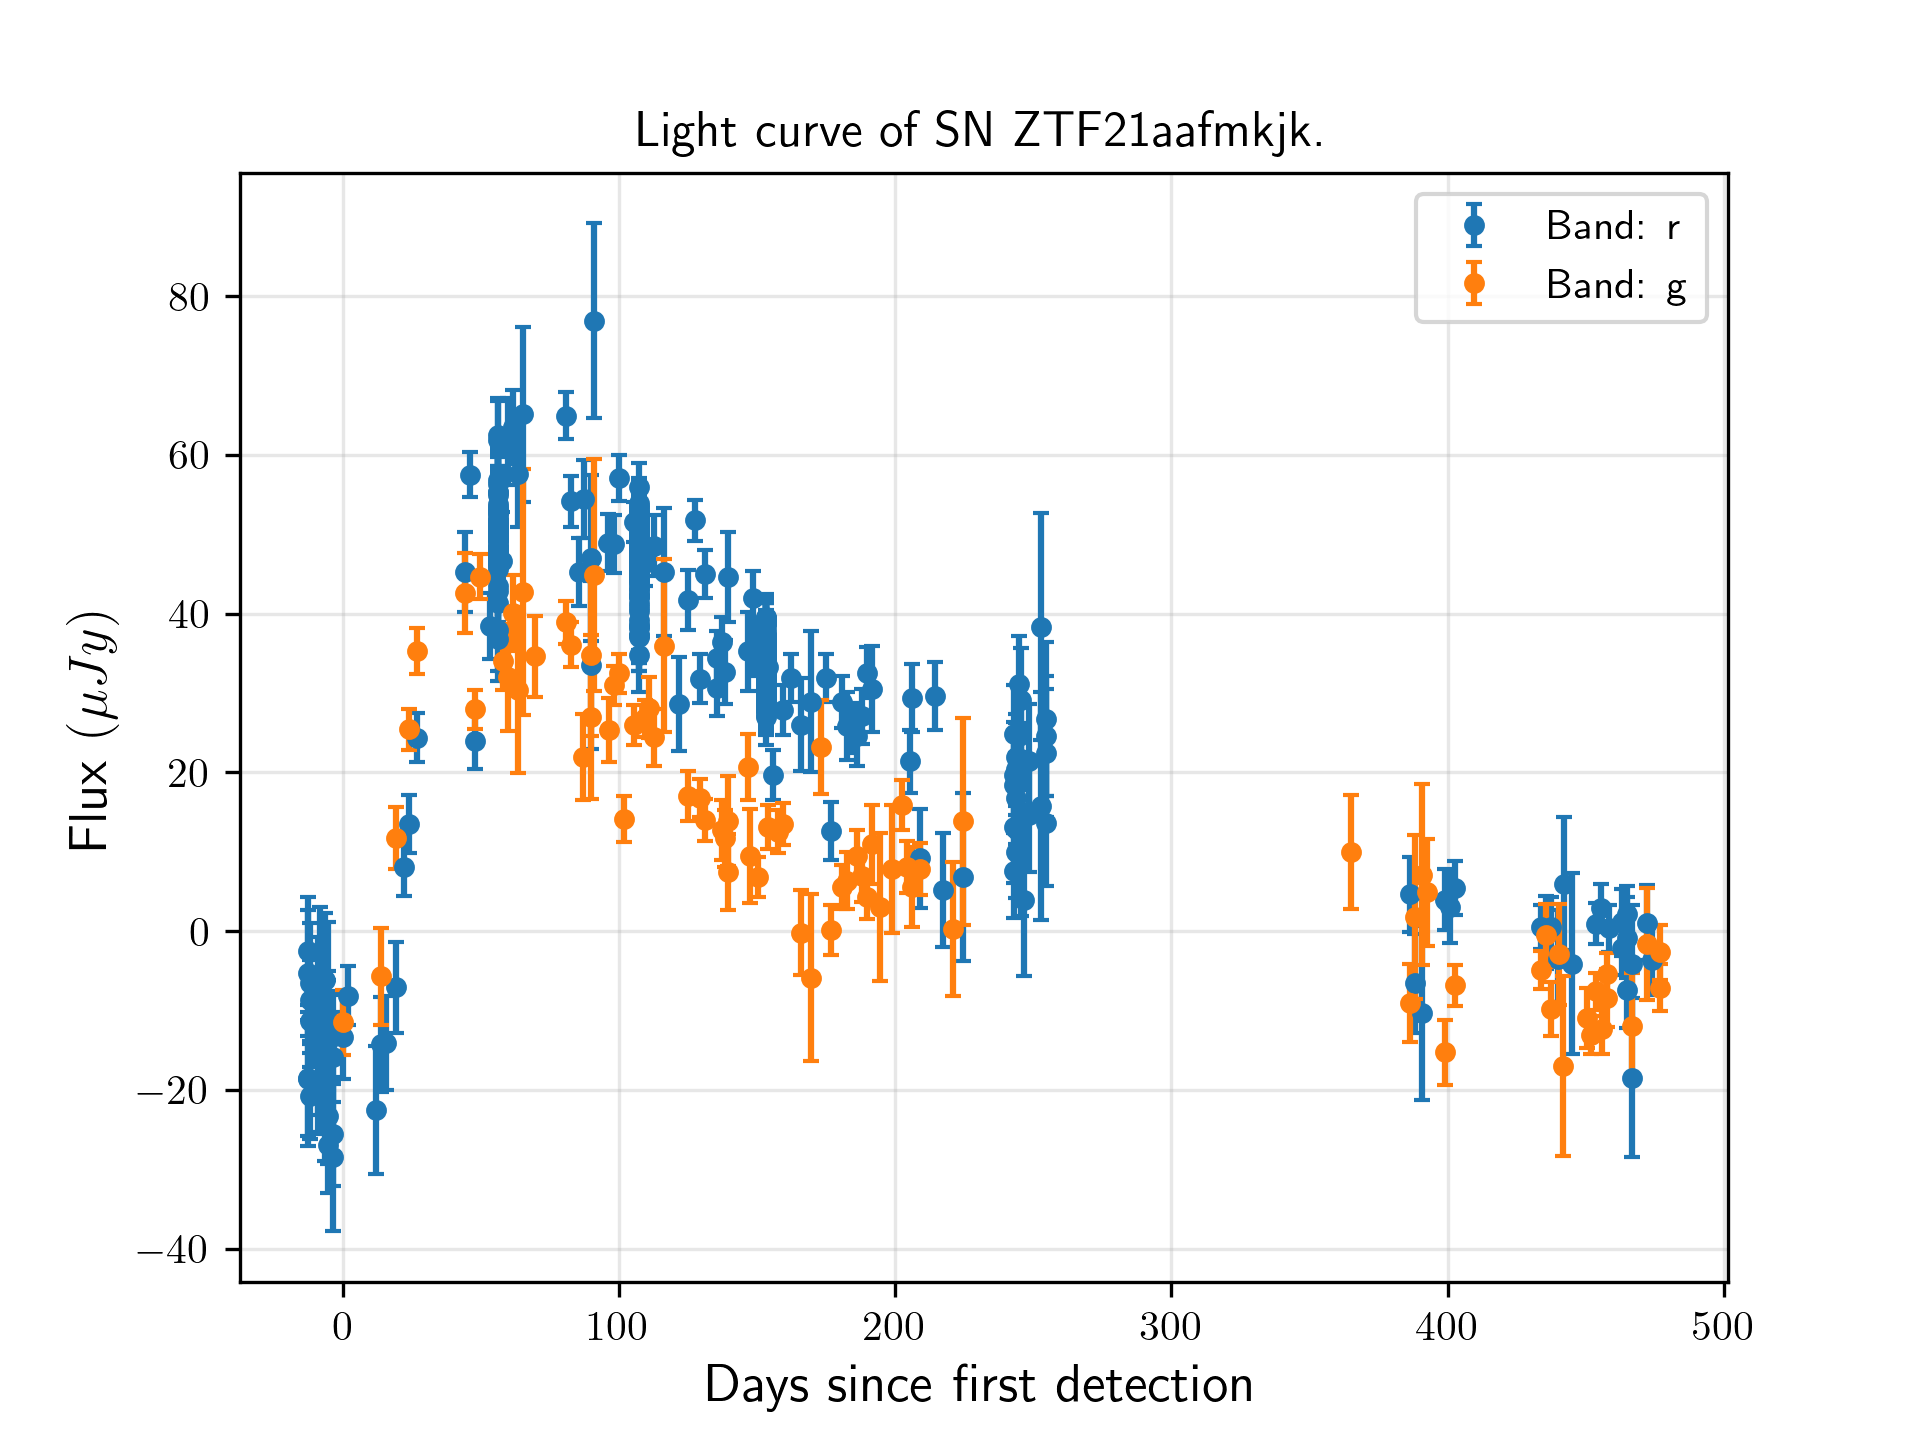 Light curve of SN ZTF21aafmkjk.
Band: r
Band: g
80
60
40
20
0
−20
−40
Flux (μJy)
0 100 200 300 400 500
Days since first detection